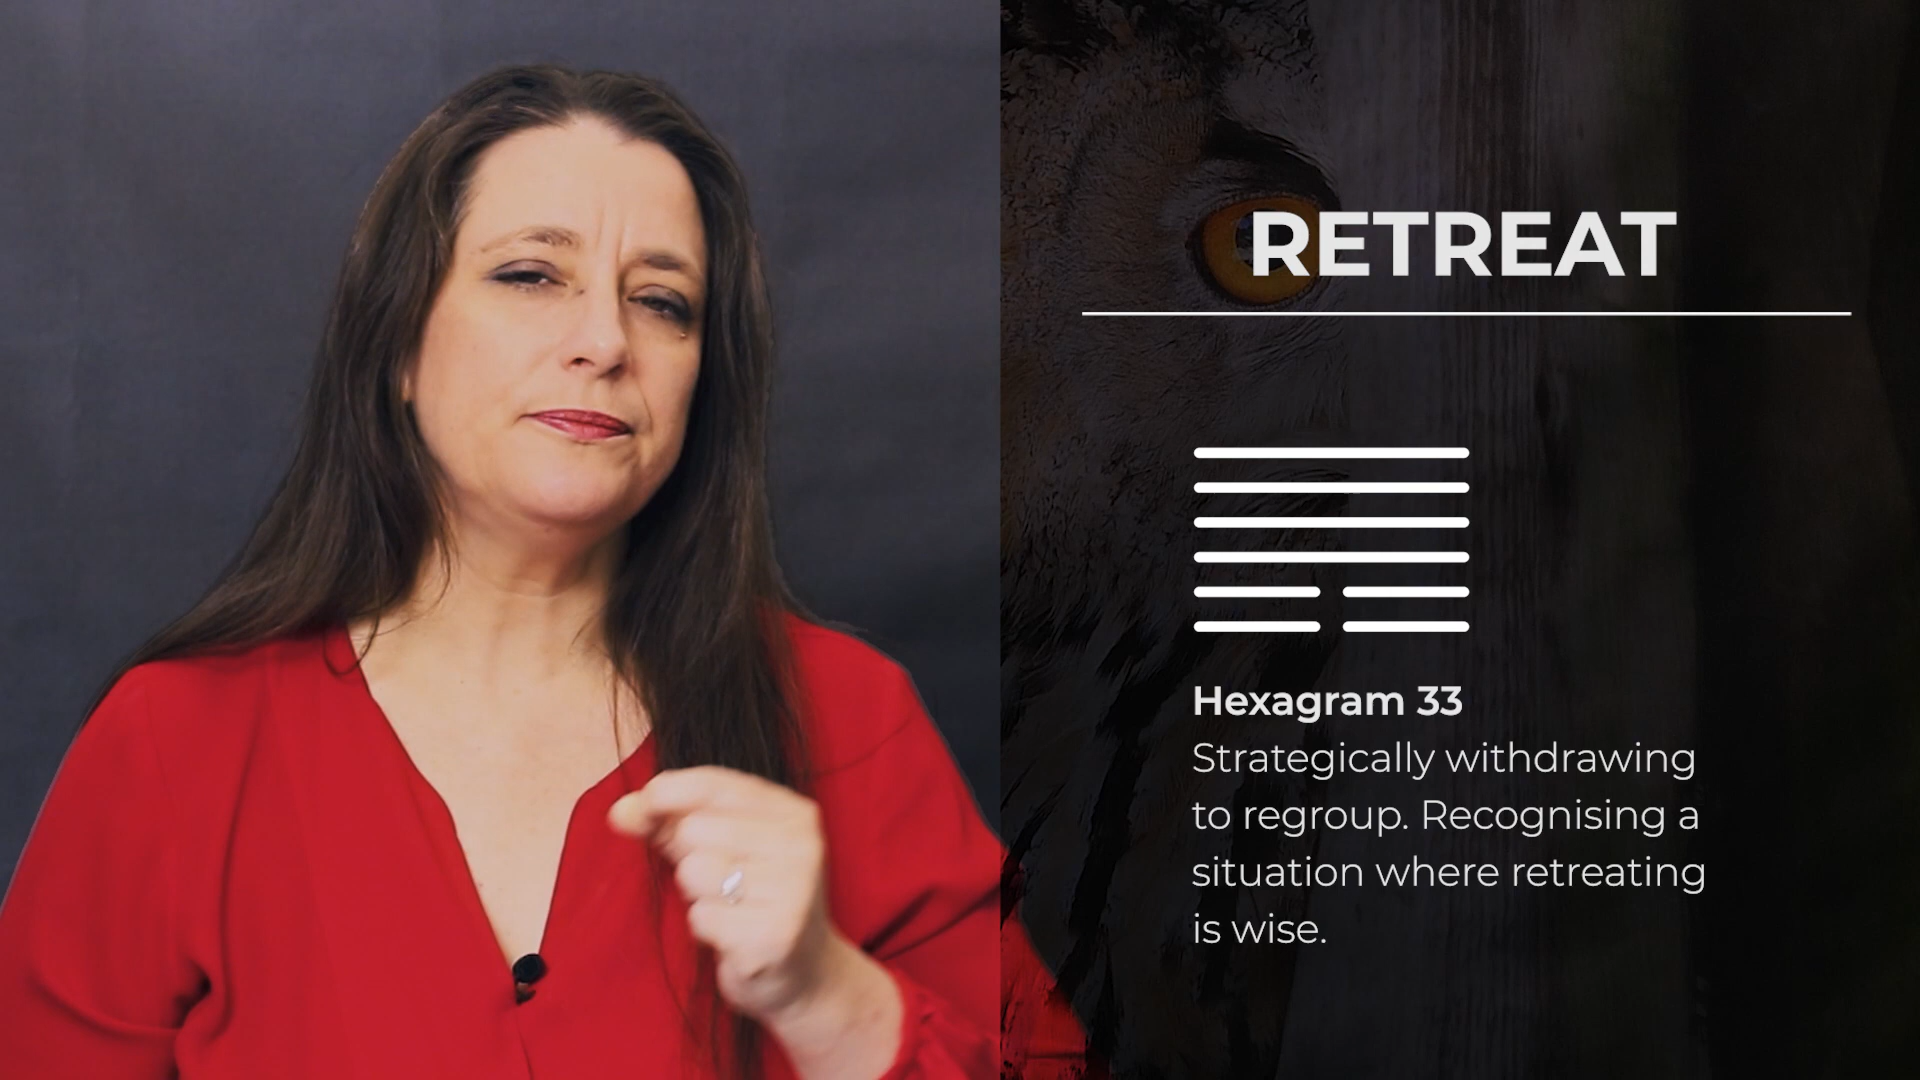 RETREAT
Hexagram 33
Strategically withdrawing
to regroup. Recognising a
situation where retreating
is wise.